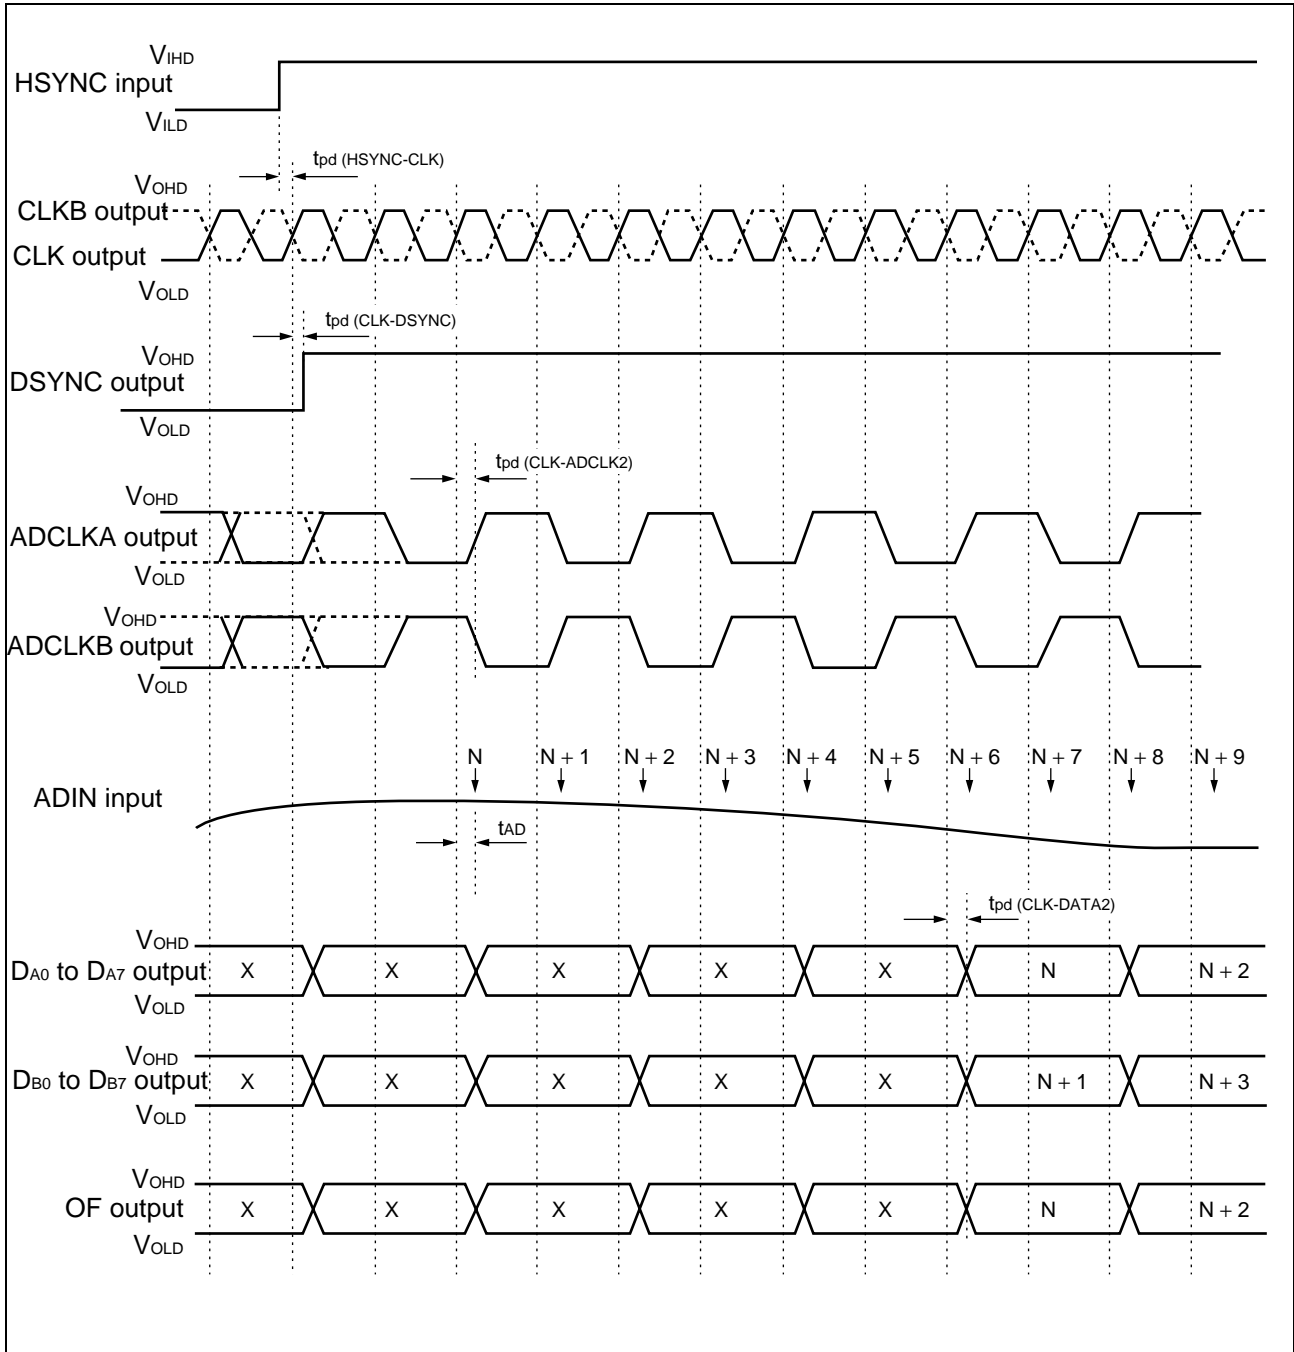 VIHD
HSYNC input
VILD
tpd (HSYNC-CLK)
VOHD
CLKB output
CLK output
VOLD
tpd (CLK-DSYNC)
VOHD
DSYNC output
VOLD
tpd (CLK-ADCLK2)
VOHD
ADCLKA output
VOLD
VOHD
ADCLKB output
VOLD
N N + 1 N + 2 N + 3 N + 4 N + 5 N + 6 N + 7 N + 8 N + 9
ADIN input
tAD
tpd (CLK-DATA2)
VOHD
DA0 to DA7 output X X X X X N N + 2
VOLD
VOHD
DB0 to DB7 output X X X X X N + 1 N + 3
VOLD
VOHD
OF output X X X X X N N + 2
VOLD